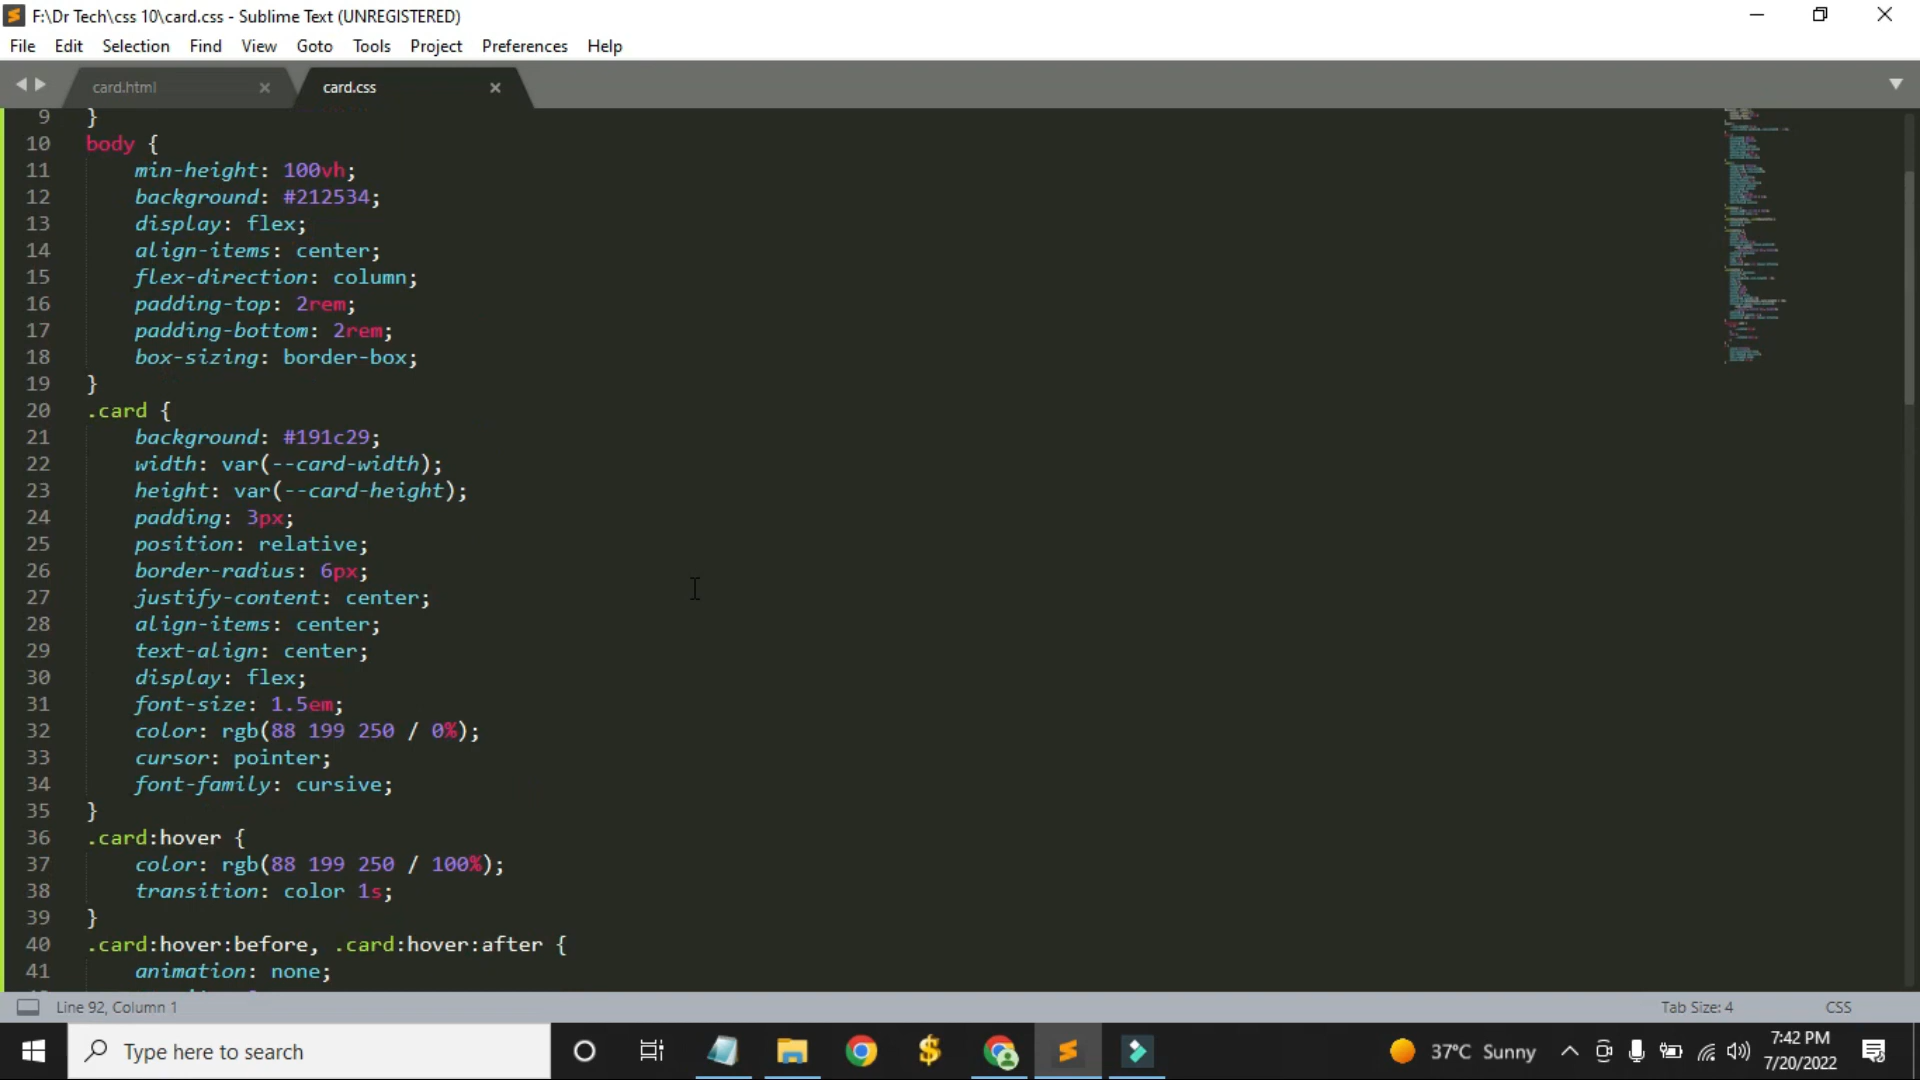 F:\Dr Tech\css 10\card.css - Sublime Text (UNREGISTERED)
File Edit Selection Find View Goto Tools Project Preferences Help
card.html × card.css ×
9 }
10 body {
11 min-height: 100vh;
12 background: #212534;
13 display: flex;
14 align-items: center;
15 flex-direction: column;
16 padding-top: 2rem;
17 padding-bottom: 2rem;
18 box-sizing: border-box;
19 }
20 .card {
21 background: #191c29;
22 width: var(--card-width);
23 height: var(--card-height);
24 padding: 3px;
25 position: relative;
26 border-radius: 6px;
27 justify-content: center;
28 align-items: center;
29 text-align: center;
30 display: flex;
31 font-size: 1.5em;
32 color: rgb(88 199 250 / 0%);
33 cursor: pointer;
34 font-family: cursive;
35 }
36 .card:hover {
37 color: rgb(88 199 250 / 100%);
38 transition: color 1s;
39 }
40 .card:hover:before, .card:hover:after {
41 animation: none;
Line 92, Column 1 Tab Size: 4 CSS
Type here to search 37°C Sunny 7:42 PM
7/20/2022